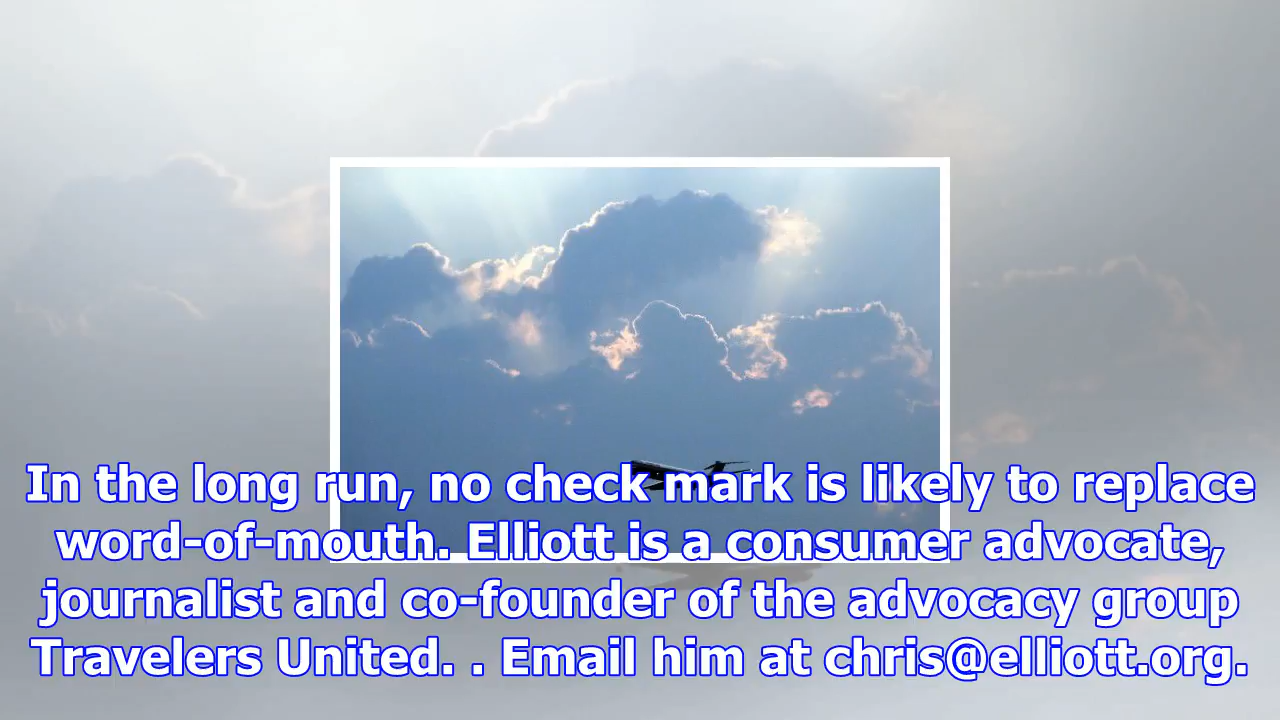 In the long run, no check mark is likely to replace
word-of-mouth. Elliott is a consumer advocate,
journalist and co-founder of the advocacy group
Travelers United. . Email him at chris@elliott.org.